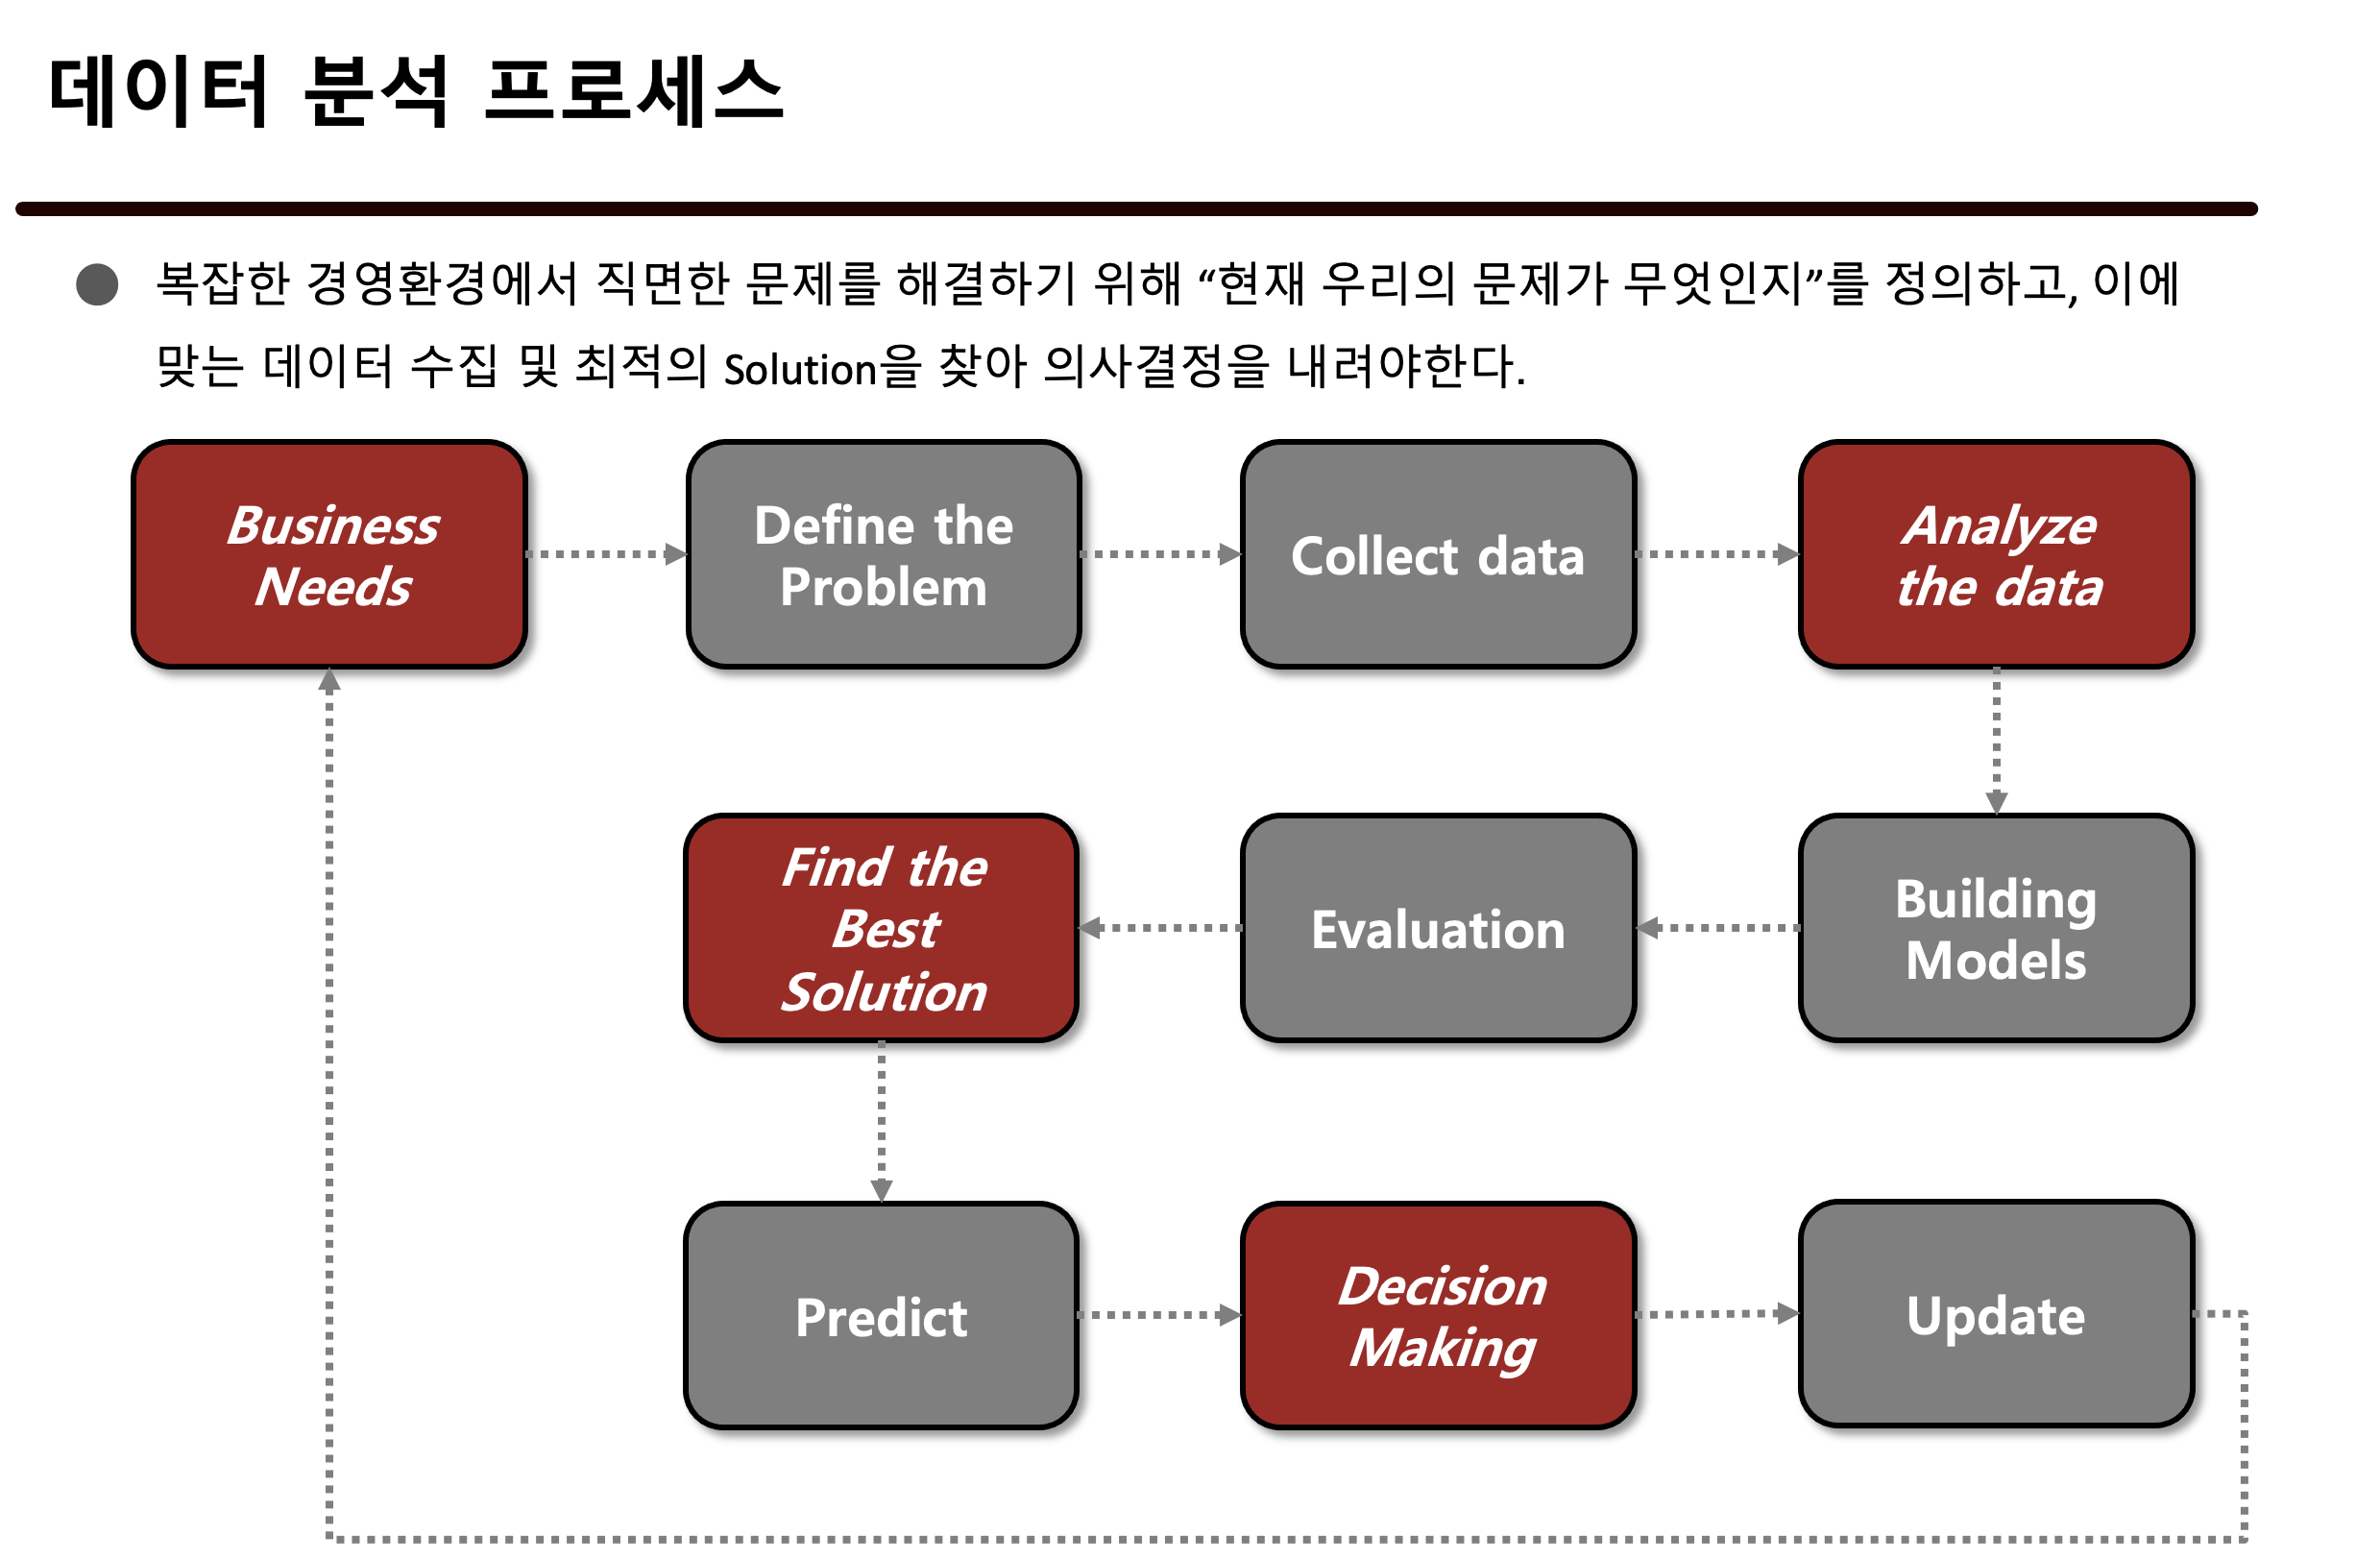 데이터 분석 프로세스
복잡한 경영환경에서 직면한 문제를 해결하기 위해 “현재 우리의 문제가 무엇인지”를 정의하고, 이에
맞는 데이터 수집 및 최적의 Solution을 찾아 의사결정을 내려야한다.
Business
Needs
Define the
Problem
Collect data
Analyze
the data
Find the
Best
Solution
Evaluation
Building
Models
Predict
Decision
Making
Update